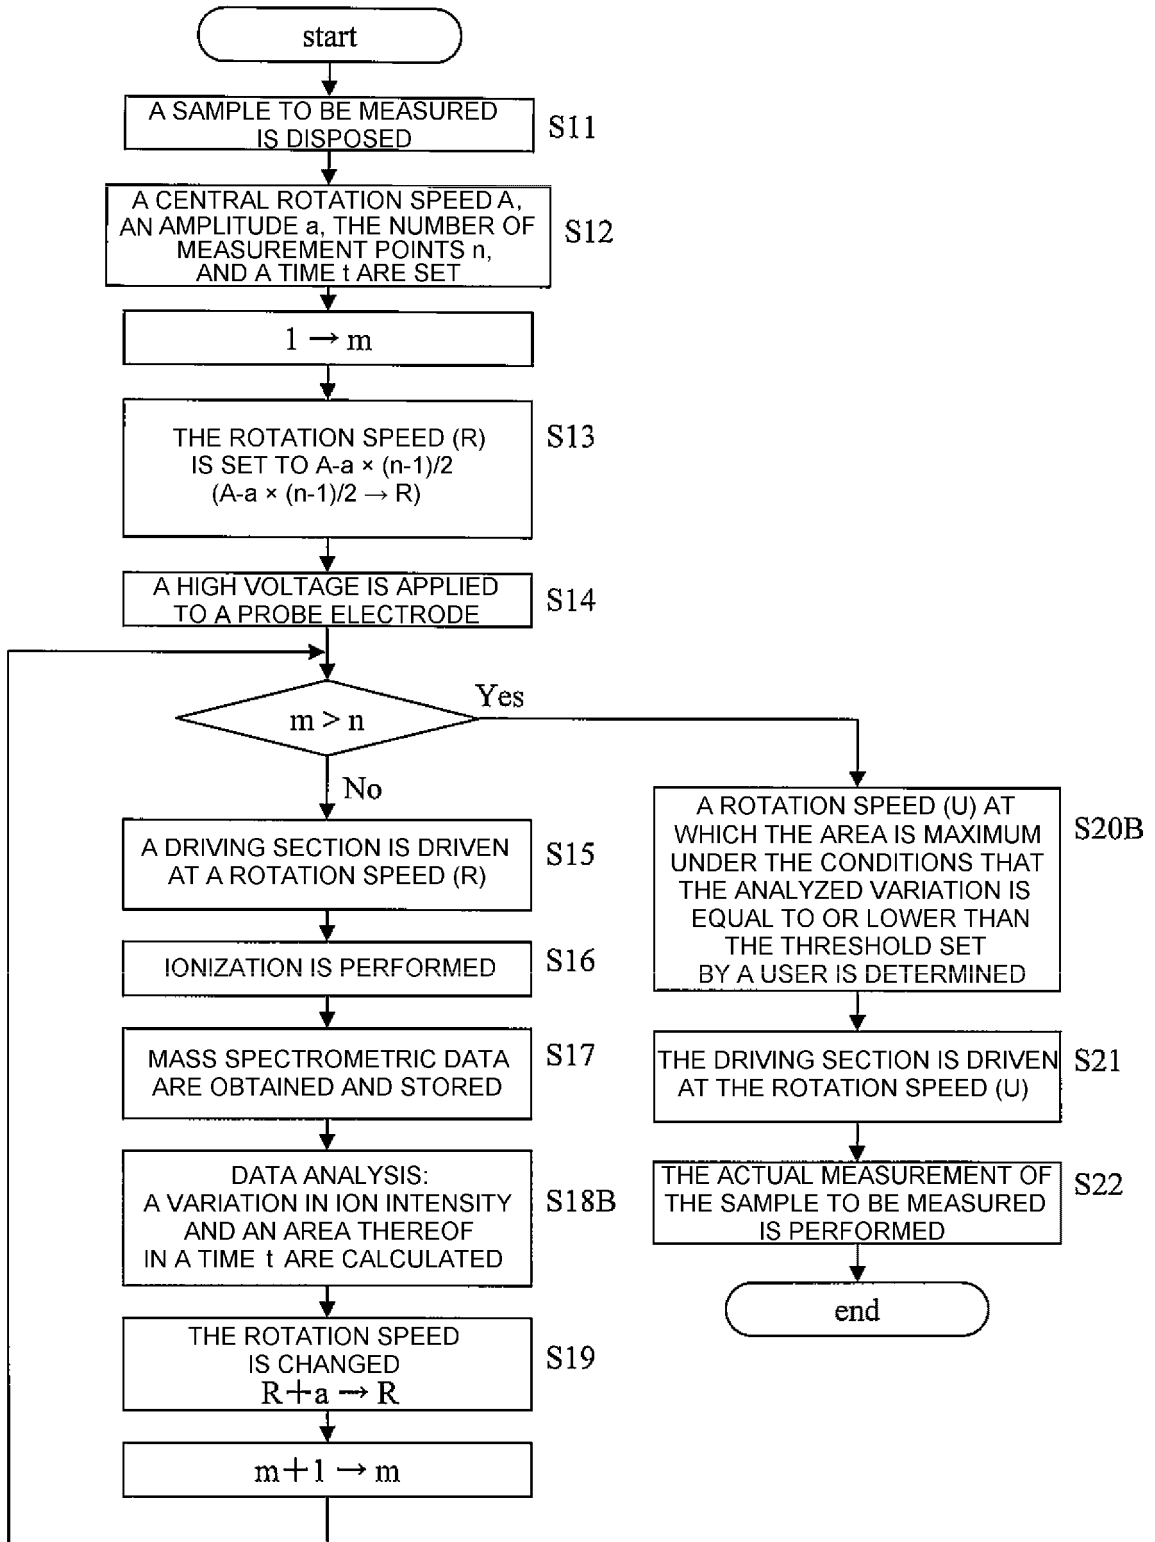 start
A SAMPLE TO BE MEASURED
IS DISPOSED
S11
A CENTRAL ROTATION SPEED A,
AN AMPLITUDE a, THE NUMBER OF
MEASUREMENT POINTS n,
AND A TIME t ARE SET
S12
1 → m
THE ROTATION SPEED (R)
IS SET TO A-a × (n-1)/2
(A-a × (n-1)/2 → R)
S13
A HIGH VOLTAGE IS APPLIED
TO A PROBE ELECTRODE
S14
m > n
Yes
No
A DRIVING SECTION IS DRIVEN
AT A ROTATION SPEED (R)
S15
IONIZATION IS PERFORMED
S16
MASS SPECTROMETRIC DATA
ARE OBTAINED AND STORED
S17
DATA ANALYSIS:
A VARIATION IN ION INTENSITY
AND AN AREA THEREOF
IN A TIME t ARE CALCULATED
S18B
THE ROTATION SPEED
IS CHANGED
R+a → R
S19
m+1 → m
A ROTATION SPEED (U) AT
WHICH THE AREA IS MAXIMUM
UNDER THE CONDITIONS THAT
THE ANALYZED VARIATION IS
EQUAL TO OR LOWER THAN
THE THRESHOLD SET
BY A USER IS DETERMINED
S20B
THE DRIVING SECTION IS DRIVEN
AT THE ROTATION SPEED (U)
S21
THE ACTUAL MEASUREMENT OF
THE SAMPLE TO BE MEASURED
IS PERFORMED
S22
end